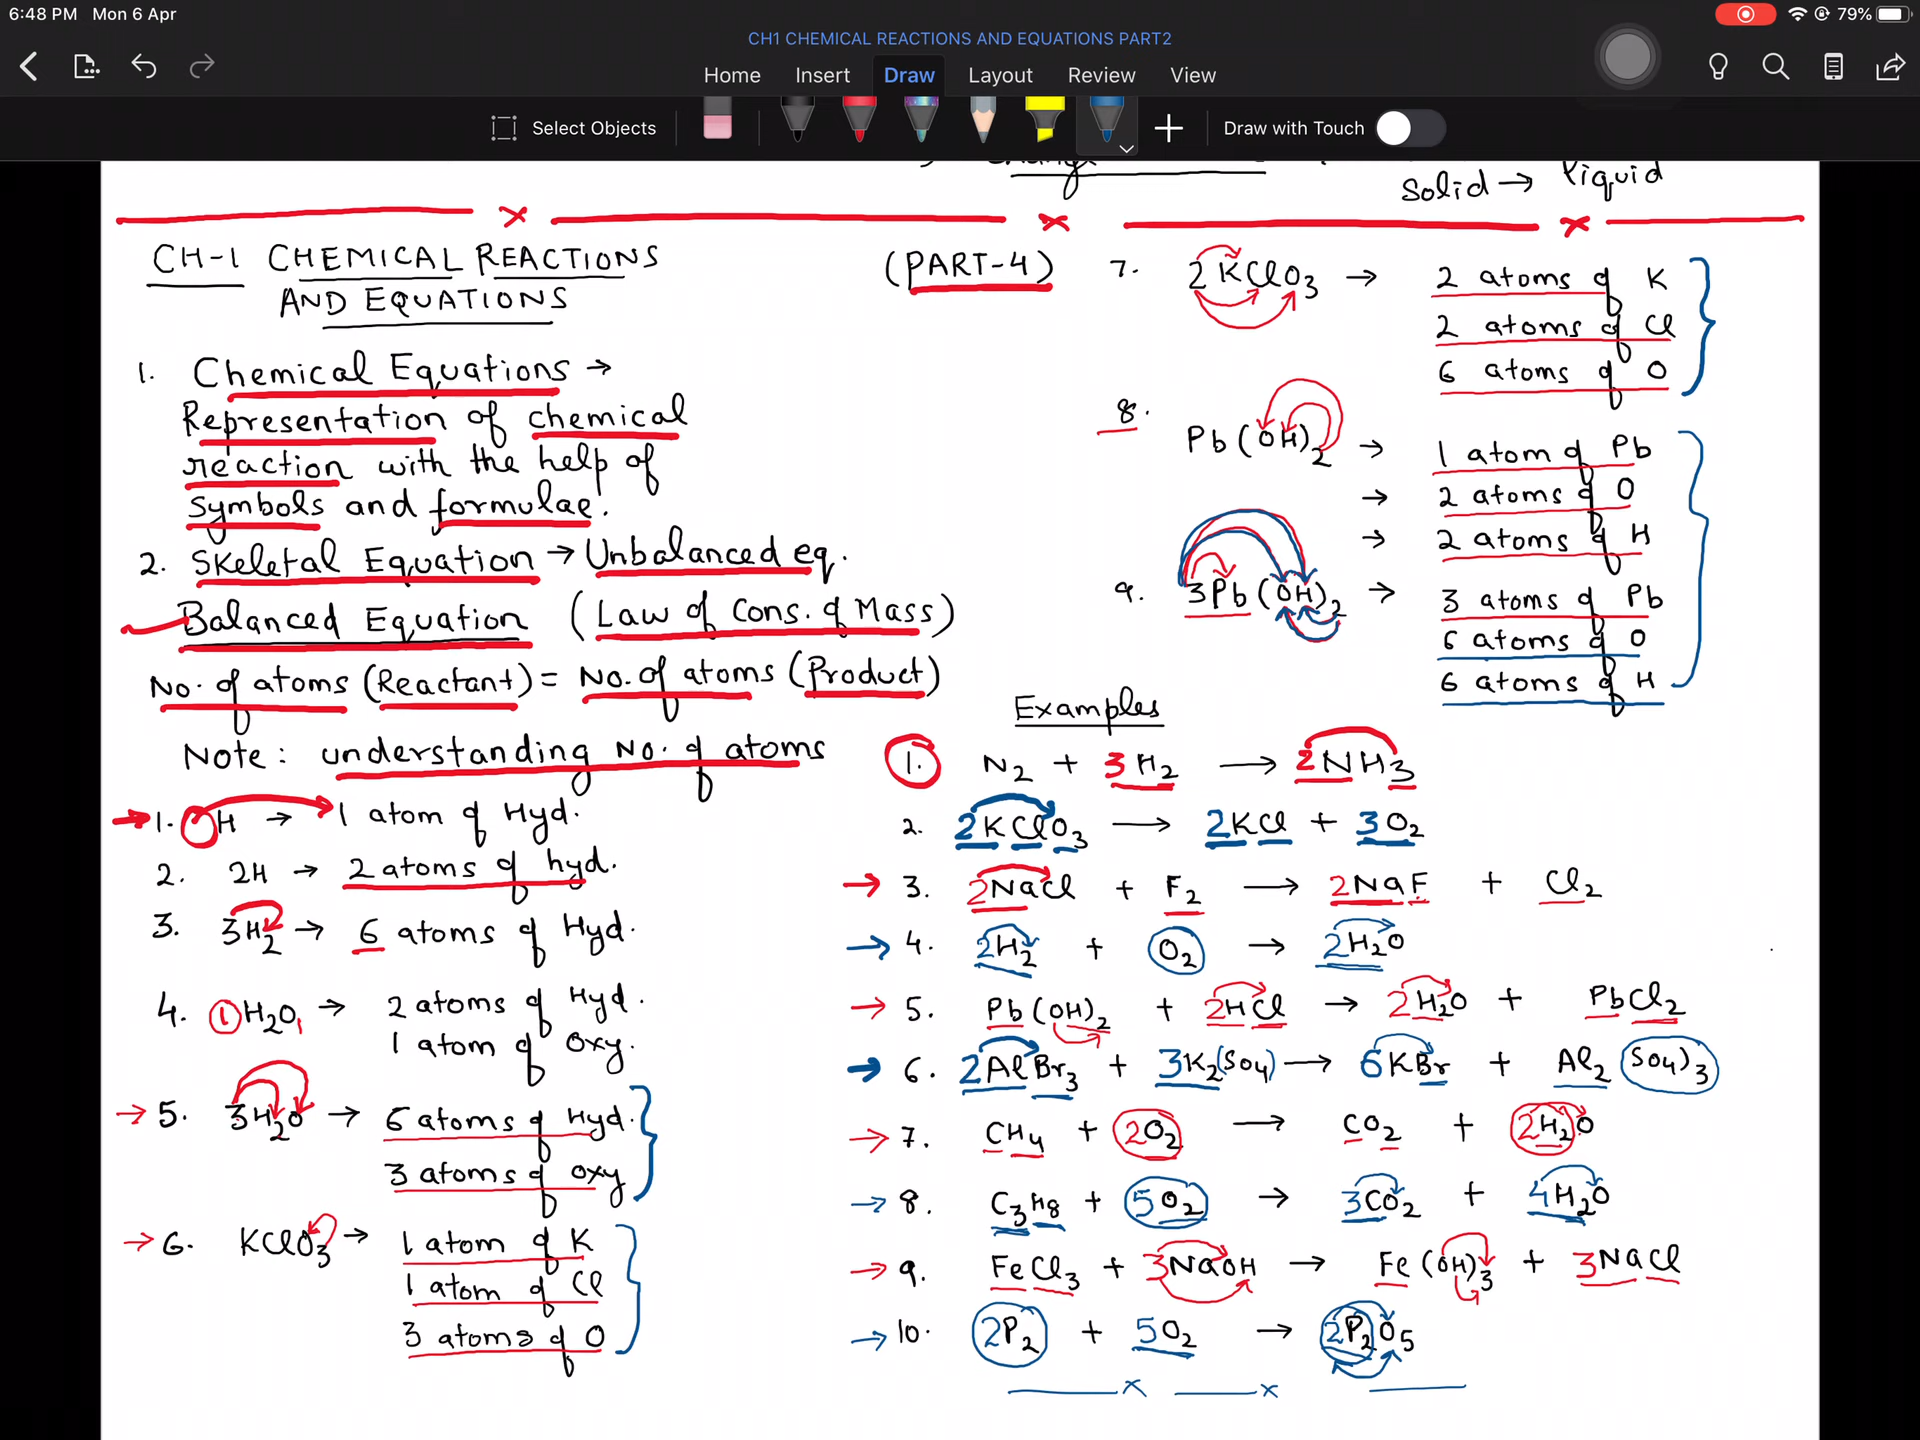 6:48 PM Mon 6 Apr
79%
CH1 CHEMICAL REACTIONS AND EQUATIONS PART2
Home Insert Draw Layout Review View
Select Objects
Draw with Touch
Solid → liquid
CH-1 CHEMICAL REACTIONS
AND EQUATIONS
(PART-4)
1. Chemical Equations →
Representation of chemical
reaction with the help of
symbols and formulae.
2. Skeletal Equation → Unbalanced eq.
Balanced Equation (Law of Cons. of Mass)
No. of atoms (Reactant) = No. of atoms (Product)
Note: understanding No. of atoms
1. H → 1 atom of Hyd.
2. 2H → 2 atoms of hyd.
3. 3H₂ → 6 atoms of Hyd.
4. 1H₂O₁ → 2 atoms of Hyd.
1 atom of Oxy.
5. 3H₂O → 6 atoms of Hyd.
3 atoms of Oxy
6. KClO₃ → 1 atom of K
1 atom of Cl
3 atoms of O
7. 2KClO₃ → 2 atoms of K
2 atoms of Cl
6 atoms of O
8. Pb(OH)₂ → 1 atom of Pb
→ 2 atoms of O
→ 2 atoms of H
9. 3Pb(OH)₂ → 3 atoms of Pb
6 atoms of O
6 atoms of H
Examples
1. N₂ + 3H₂ → 2NH₃
2. 2KClO₃ → 2KCl + 3O₂
3. 2NaCl + F₂ → 2NaF + Cl₂
4. 2H₂ + O₂ → 2H₂O
5. Pb(OH)₂ + 2HCl → 2H₂O + PbCl₂
6. 2AlBr₃ + 3K₂(SO₄) → 6KBr + Al₂(SO₄)₃
7. CH₄ + 2O₂ → CO₂ + 2H₂O
8. C₃H₈ + 5O₂ → 3CO₂ + 4H₂O
9. FeCl₃ + 3NaOH → Fe(OH)₃ + 3NaCl
10. 2P₂ + 5O₂ → 2P₂O₅